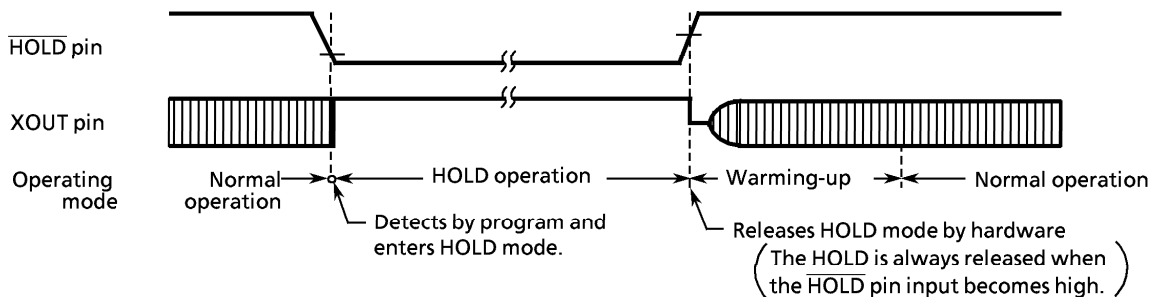 HOLD pin
XOUT pin
Operating mode
Normal operation
HOLD operation
Warming-up
Normal operation
Detects by program and
enters HOLD mode.
Releases HOLD mode by hardware
(The HOLD is always released when
the HOLD pin input becomes high.)